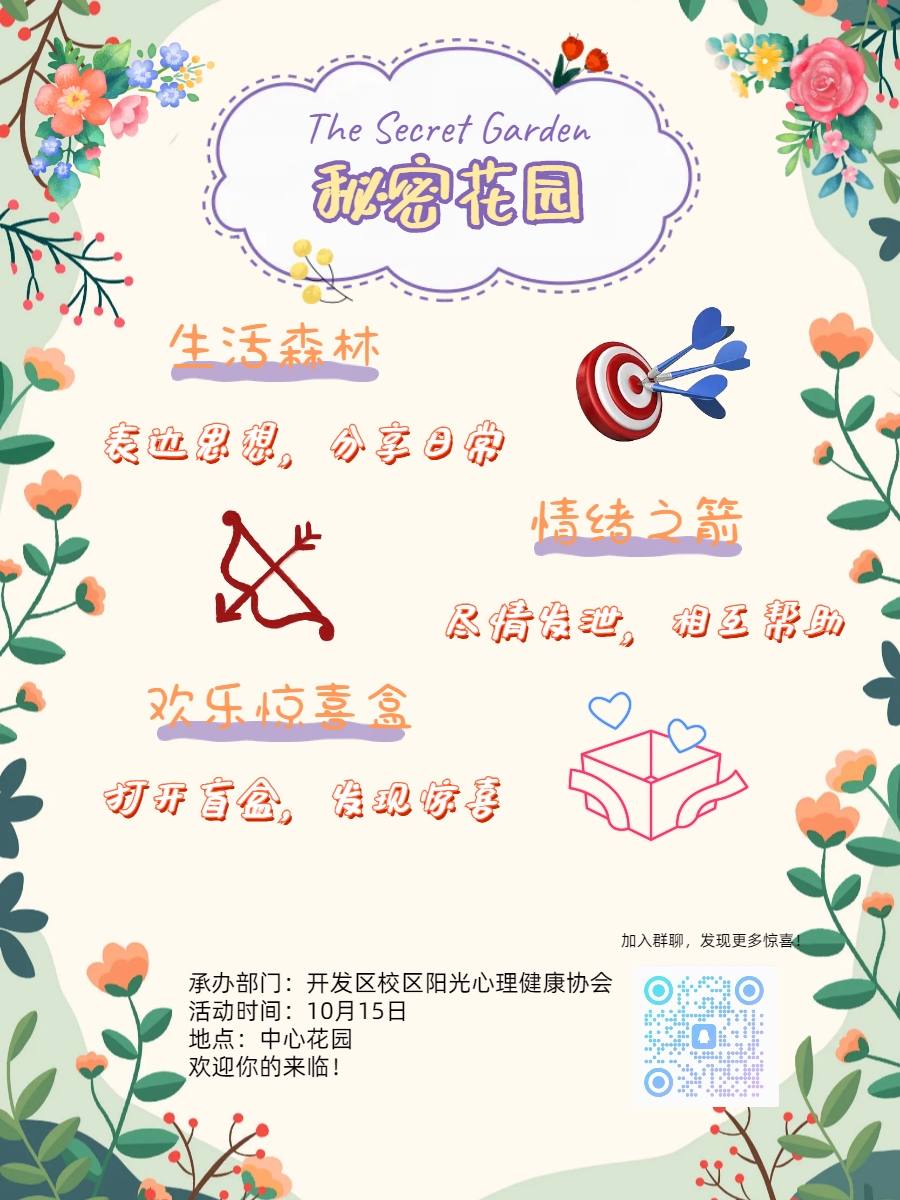 The Secret Garden
秘密花园
生活森林
表达思想，分享日常
情绪之箭
尽情发泄，相互帮助
欢乐惊喜盒
打开盲盒，发现惊喜
加入群聊，发现更多惊喜！
承办部门：开发区校区阳光心理健康协会
活动时间：10月15日
地点：中心花园
欢迎你的来临！